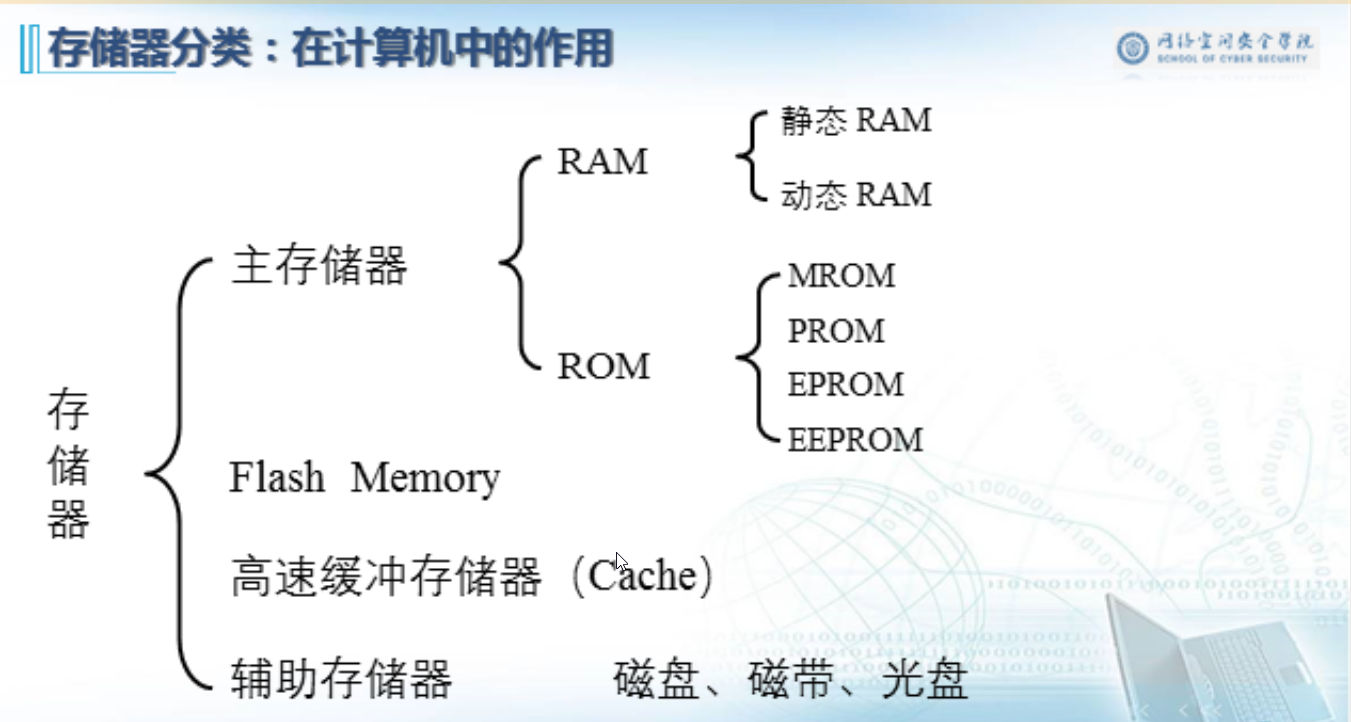 存储器分类：在计算机中的作用
网络空间安全学院
SCHOOL OF CYBER SECURITY
静态 RAM
RAM
动态 RAM
主存储器
MROM
PROM
ROM
EPROM
EEPROM
存储器
Flash Memory
高速缓冲存储器（Cache）
辅助存储器 磁盘、磁带、光盘